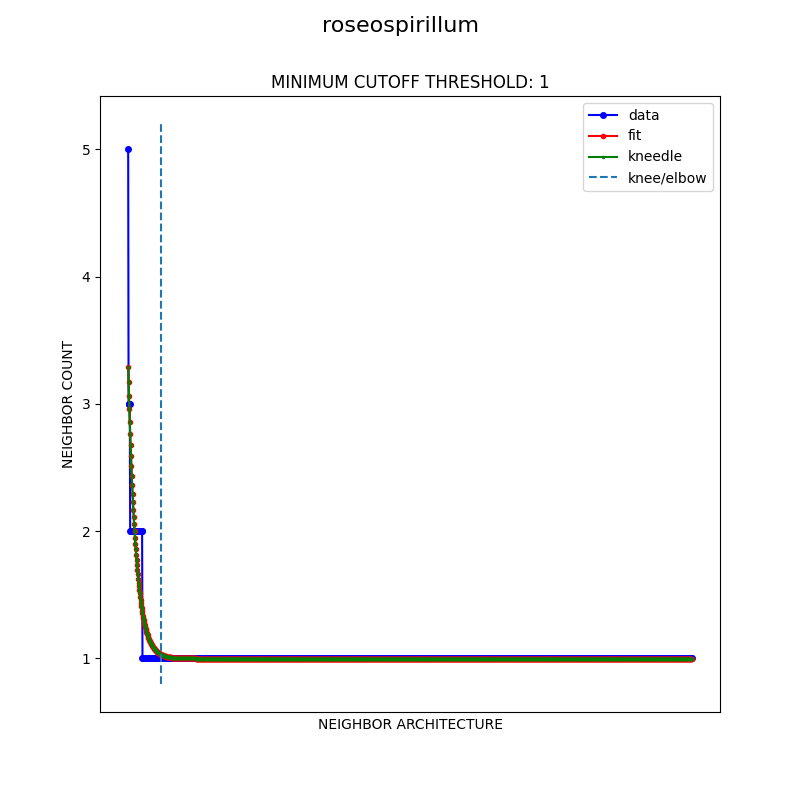 roseospirillum
MINIMUM CUTOFF THRESHOLD: 1
data
fit
kneedle
knee/elbow
5
4
3
2
1
NEIGHBOR COUNT
NEIGHBOR ARCHITECTURE